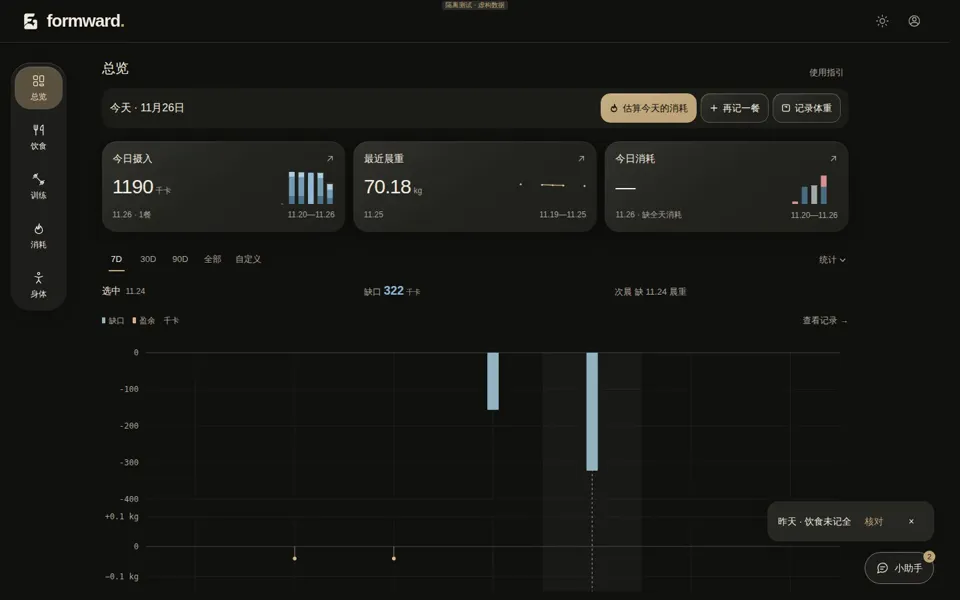 隔离测试 · 虚构数据
formward.
总览
饮食
训练
消耗
身体
总览
使用指引
今天 · 11月26日
估算今天的消耗
再记一餐
记录体重
今日摄入
1190 千卡
11.26 · 1餐
11.20—11.26
最近晨重
70.18 kg
11.25
11.19—11.25
今日消耗
—
11.26 · 缺全天消耗
11.20—11.26
7D 30D 90D 全部 自定义
统计
选中 11.24
缺口 322 千卡
次晨 缺 11.24 晨重
缺口 盈余 千卡
查看记录 →
0
-100
-200
-300
-400
+0.1 kg
0
−0.1 kg
昨天 · 饮食未记全 核对 ×
小助手
2